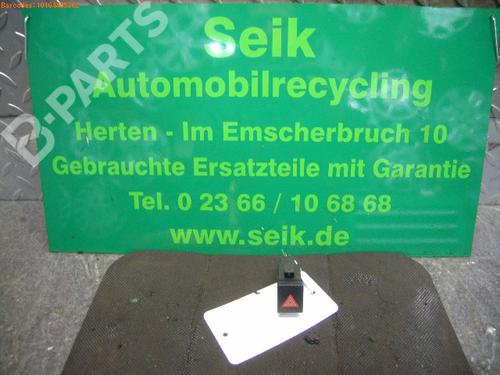 Seik
Automobilrecycling
Herten - Im Emscherbruch 10
Gebrauchte Ersatzteile mit Garantie
Tel. 0 23 66 / 10 68 68
www.seik.de
B-PARTS